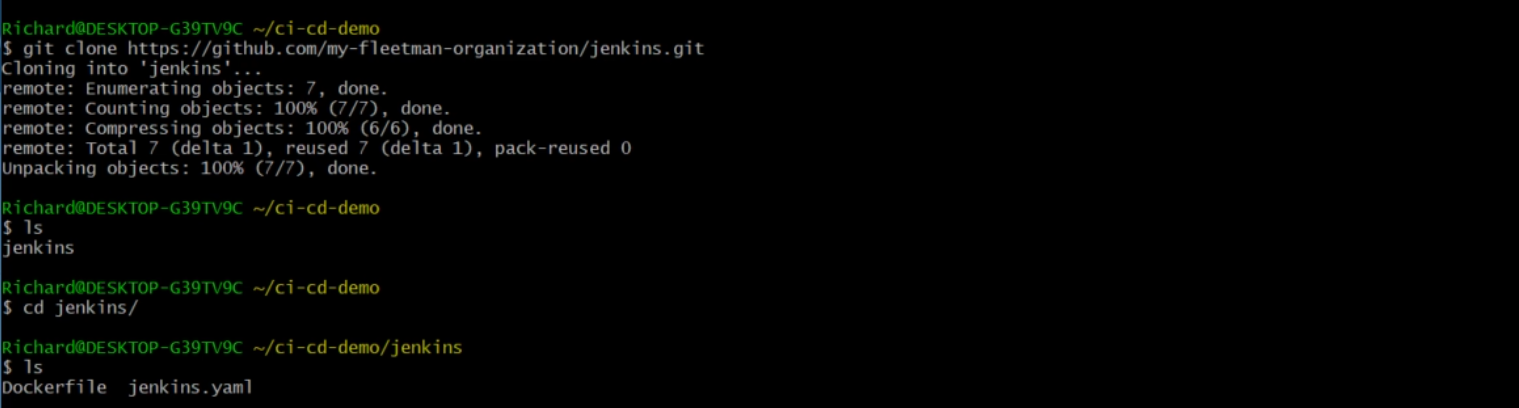 Richard@DESKTOP-G39TV9C ~/ci-cd-demo
$ git clone https://github.com/my-fleetman-organization/jenkins.git
Cloning into 'jenkins'...
remote: Enumerating objects: 7, done.
remote: Counting objects: 100% (7/7), done.
remote: Compressing objects: 100% (6/6), done.
remote: Total 7 (delta 1), reused 7 (delta 1), pack-reused 0
Unpacking objects: 100% (7/7), done.
Richard@DESKTOP-G39TV9C ~/ci-cd-demo
$ ls
jenkins
Richard@DESKTOP-G39TV9C ~/ci-cd-demo
$ cd jenkins/
Richard@DESKTOP-G39TV9C ~/ci-cd-demo/jenkins
$ ls
Dockerfile  jenkins.yaml